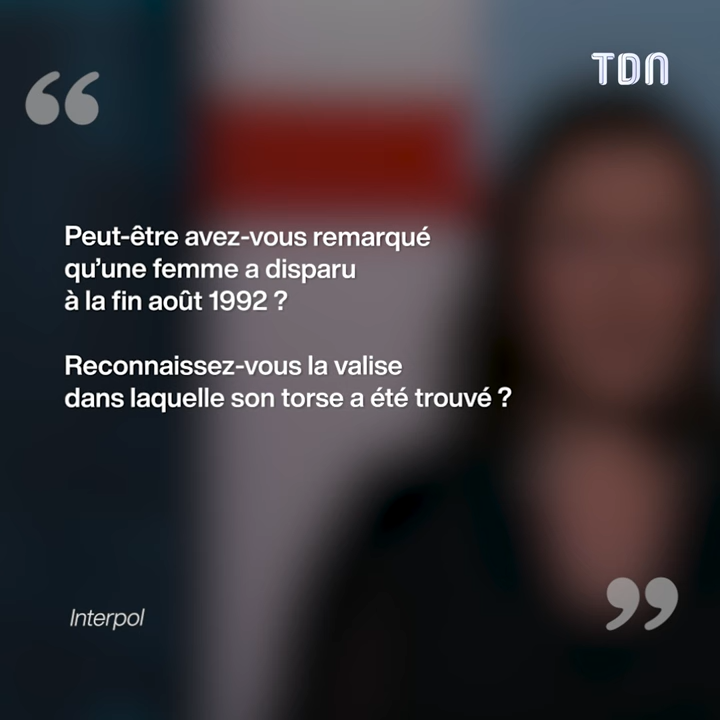 TDN
“
Peut-être avez-vous remarqué
qu’une femme a disparu
à la fin août 1992 ?
Reconnaissez-vous la valise
dans laquelle son torse a été trouvé ?
Interpol
”